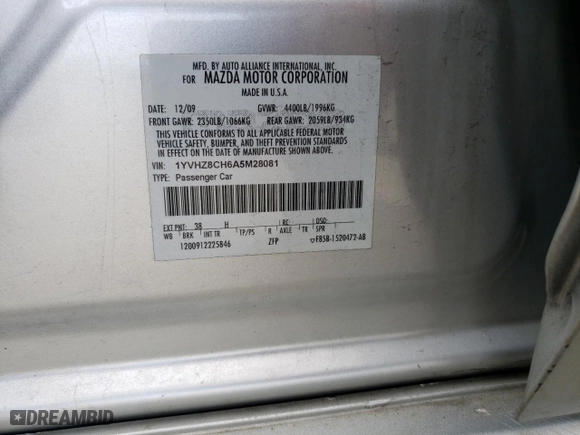 MFD. BY AUTO ALLIANCE INTERNATIONAL, INC.
FOR MAZDA MOTOR CORPORATION
MADE IN U.S.A.
DATE: 12/09 GVWR: 4400LB/1996KG
FRONT GAWR: 2350LB/1066KG REAR GAWR: 2059LB/934KG
THIS VEHICLE CONFORMS TO ALL APPLICABLE FEDERAL MOTOR
VEHICLE SAFETY, BUMPER, AND THEFT PREVENTION STANDARDS
IN EFFECT ON THE DATE OF MANUFACTURE SHOWN ABOVE.
VIN: 1YVHZ8CH6A5M28081
TYPE: Passenger Car
EXT PNT: 38 H RC: DSO:
WB BRK INT TR TP/PS R AXLE TR SPR
1200912225846 ZFP F85B-1520472-AB
DREAMBID